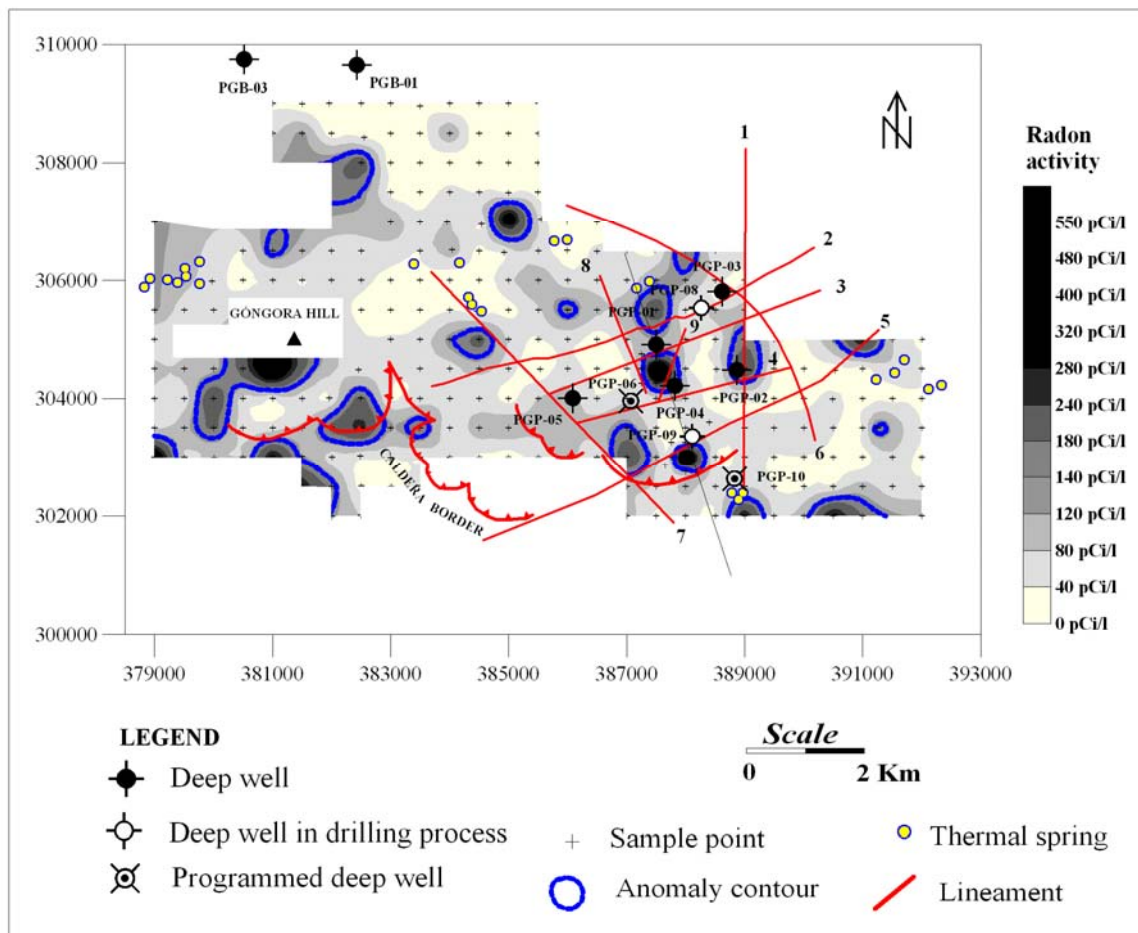 310000
308000
306000
304000
302000
300000
379000
381000
383000
385000
387000
389000
391000
393000
PGB-03
PGB-01
N
1
2
3
8
5
9
4
6
7
PGP-03
PGP-08
PGP-01
PGP-06
PGP-02
PGP-05
PGP-04
PGP-09
PGP-10
GÓNGORA HILL
CALDERA BORDER
Radon
activity
550 pCi/l
480 pCi/l
400 pCi/l
320 pCi/l
280 pCi/l
240 pCi/l
180 pCi/l
140 pCi/l
120 pCi/l
80 pCi/l
40 pCi/l
0 pCi/l
LEGEND
Deep well
Deep well in drilling process
Programmed deep well
Sample point
Anomaly contour
Thermal spring
Lineament
Scale
0 2 Km